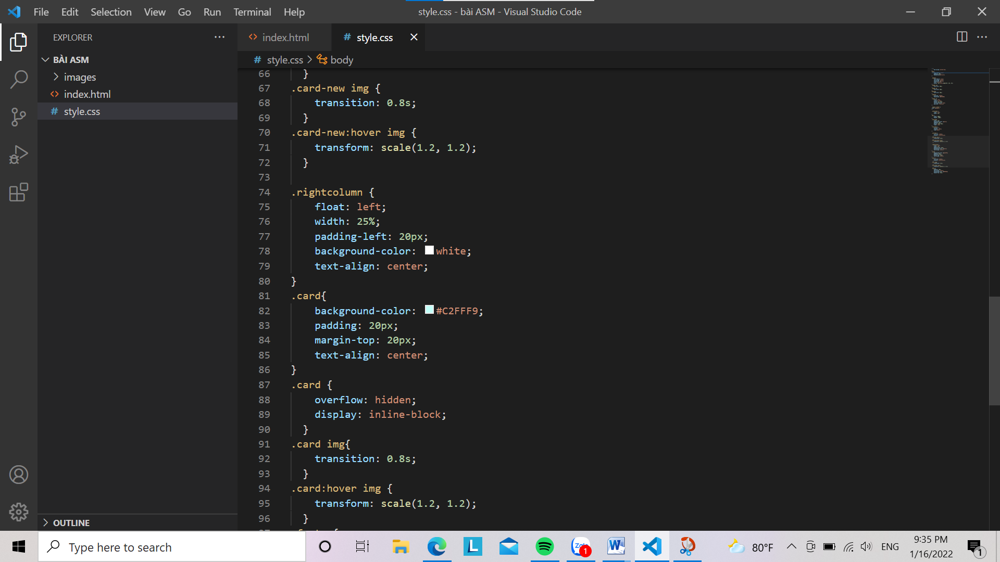 File Edit Selection View Go Run Terminal Help
style.css - bài ASM - Visual Studio Code
EXPLORER
BÀI ASM
images
index.html
# style.css
OUTLINE
index.html
# style.css
# style.css > body
66 }
67 .card-new img {
68 transition: 0.8s;
69 }
70 .card-new:hover img {
71 transform: scale(1.2, 1.2);
72 }
73
74 .rightcolumn {
75 float: left;
76 width: 25%;
77 padding-left: 20px;
78 background-color: white;
79 text-align: center;
80 }
81 .card{
82 background-color: #C2FFF9;
83 padding: 20px;
84 margin-top: 20px;
85 text-align: center;
86 }
87 .card {
88 overflow: hidden;
89 display: inline-block;
90 }
91 .card img{
92 transition: 0.8s;
93 }
94 .card:hover img {
95 transform: scale(1.2, 1.2);
96 }
Type here to search
L
1
W
80°F
ENG
9:35 PM
1/16/2022
1